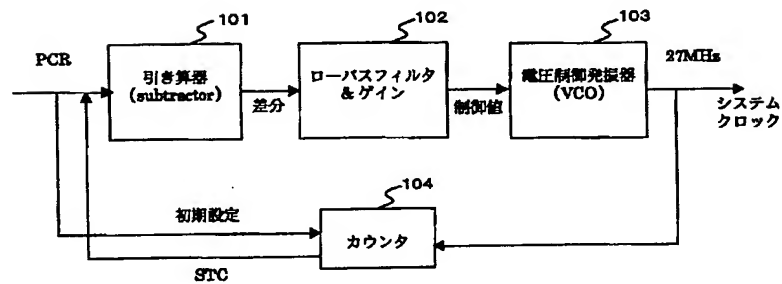 101
102
103
PCR
引き算器
(subtractor)
差分
ローパスフィルタ
&ゲイン
制御値
電圧制御発振器
(VCO)
27MHz
システム
クロック
104
初期設定
カウンタ
STC